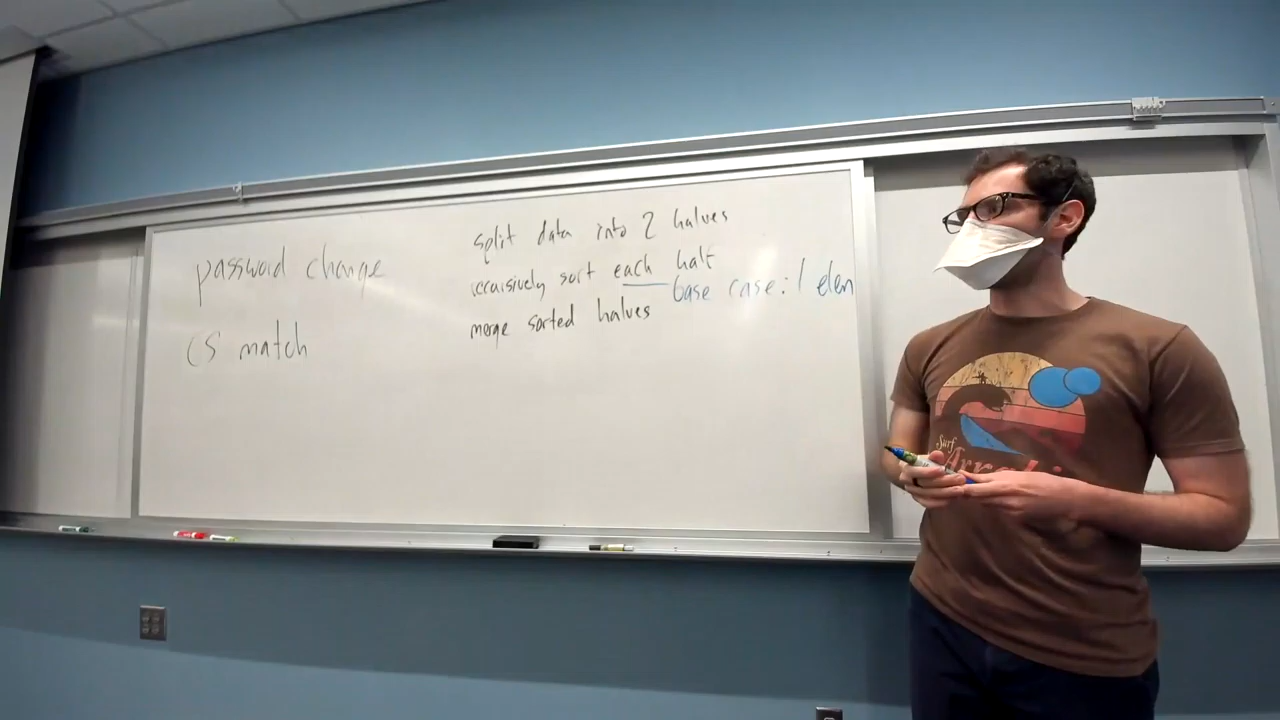 password change
CS match
split data into 2 halves
recursively sort each half
base case: 1 elem
merge sorted halves
Surf